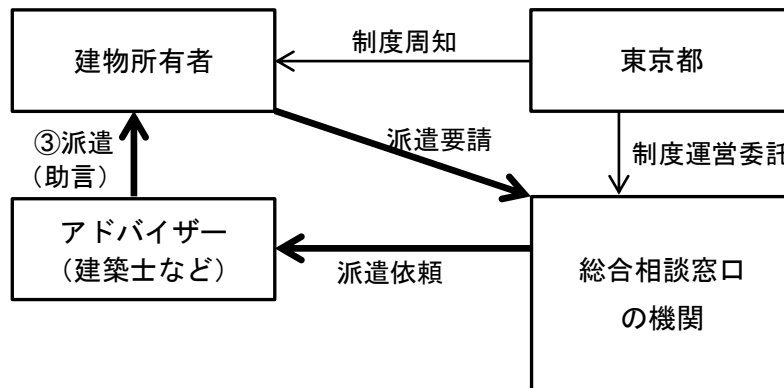 建物所有者
制度周知
東京都
③派遣
（助言）
派遣要請
制度運営委託
アドバイザー
（建築士など）
派遣依頼
総合相談窓口
の機関